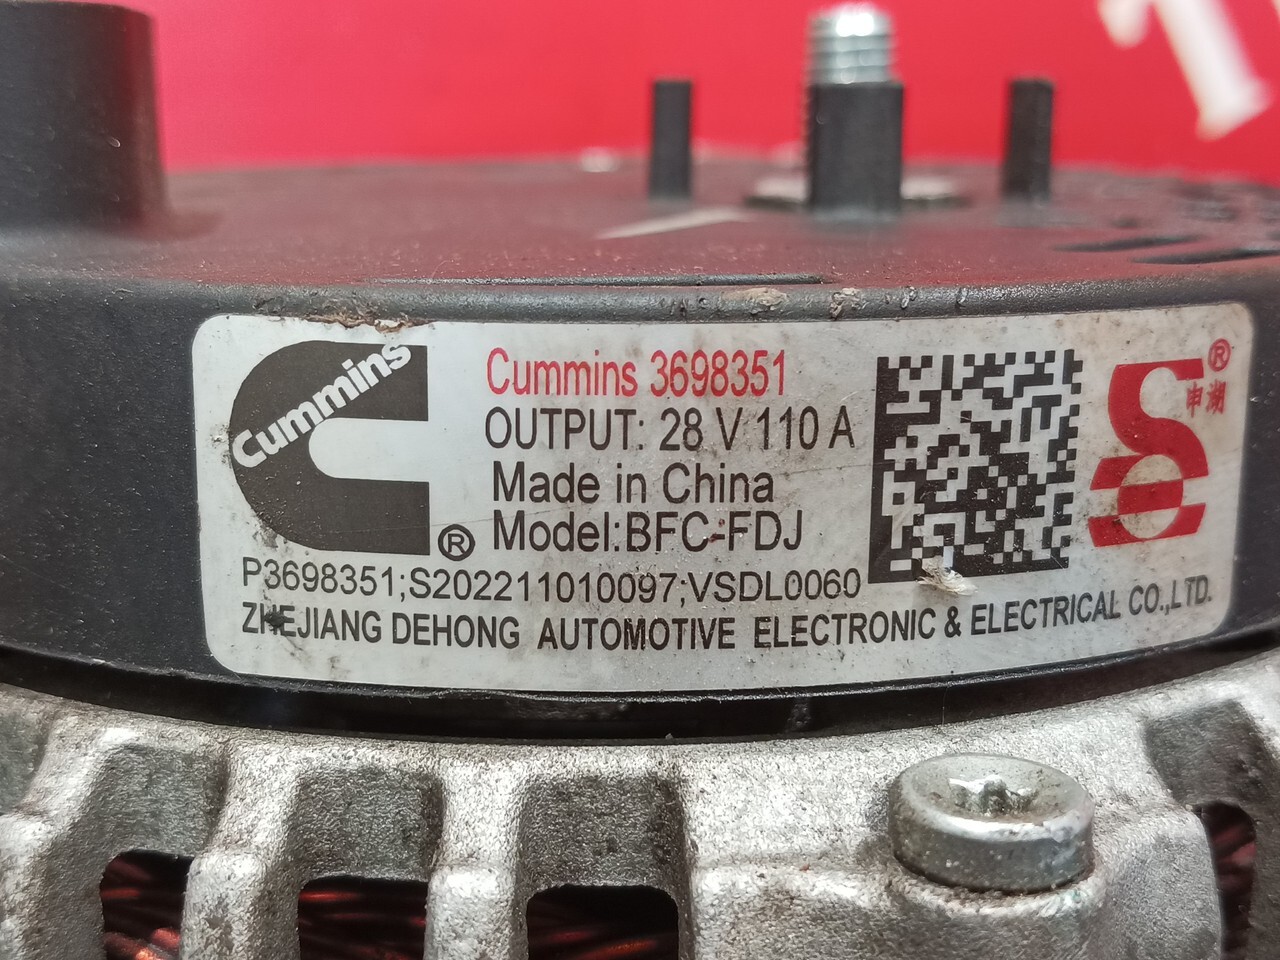 Cummins
®
Cummins 3698351
OUTPUT: 28 V 110 A
Made in China
Model:BFC-FDJ
P3698351;S202211010097;VSDL0060
ZHEJIANG DEHONG AUTOMOTIVE ELECTRONIC & ELECTRICAL CO.,LTD.
®
申湖